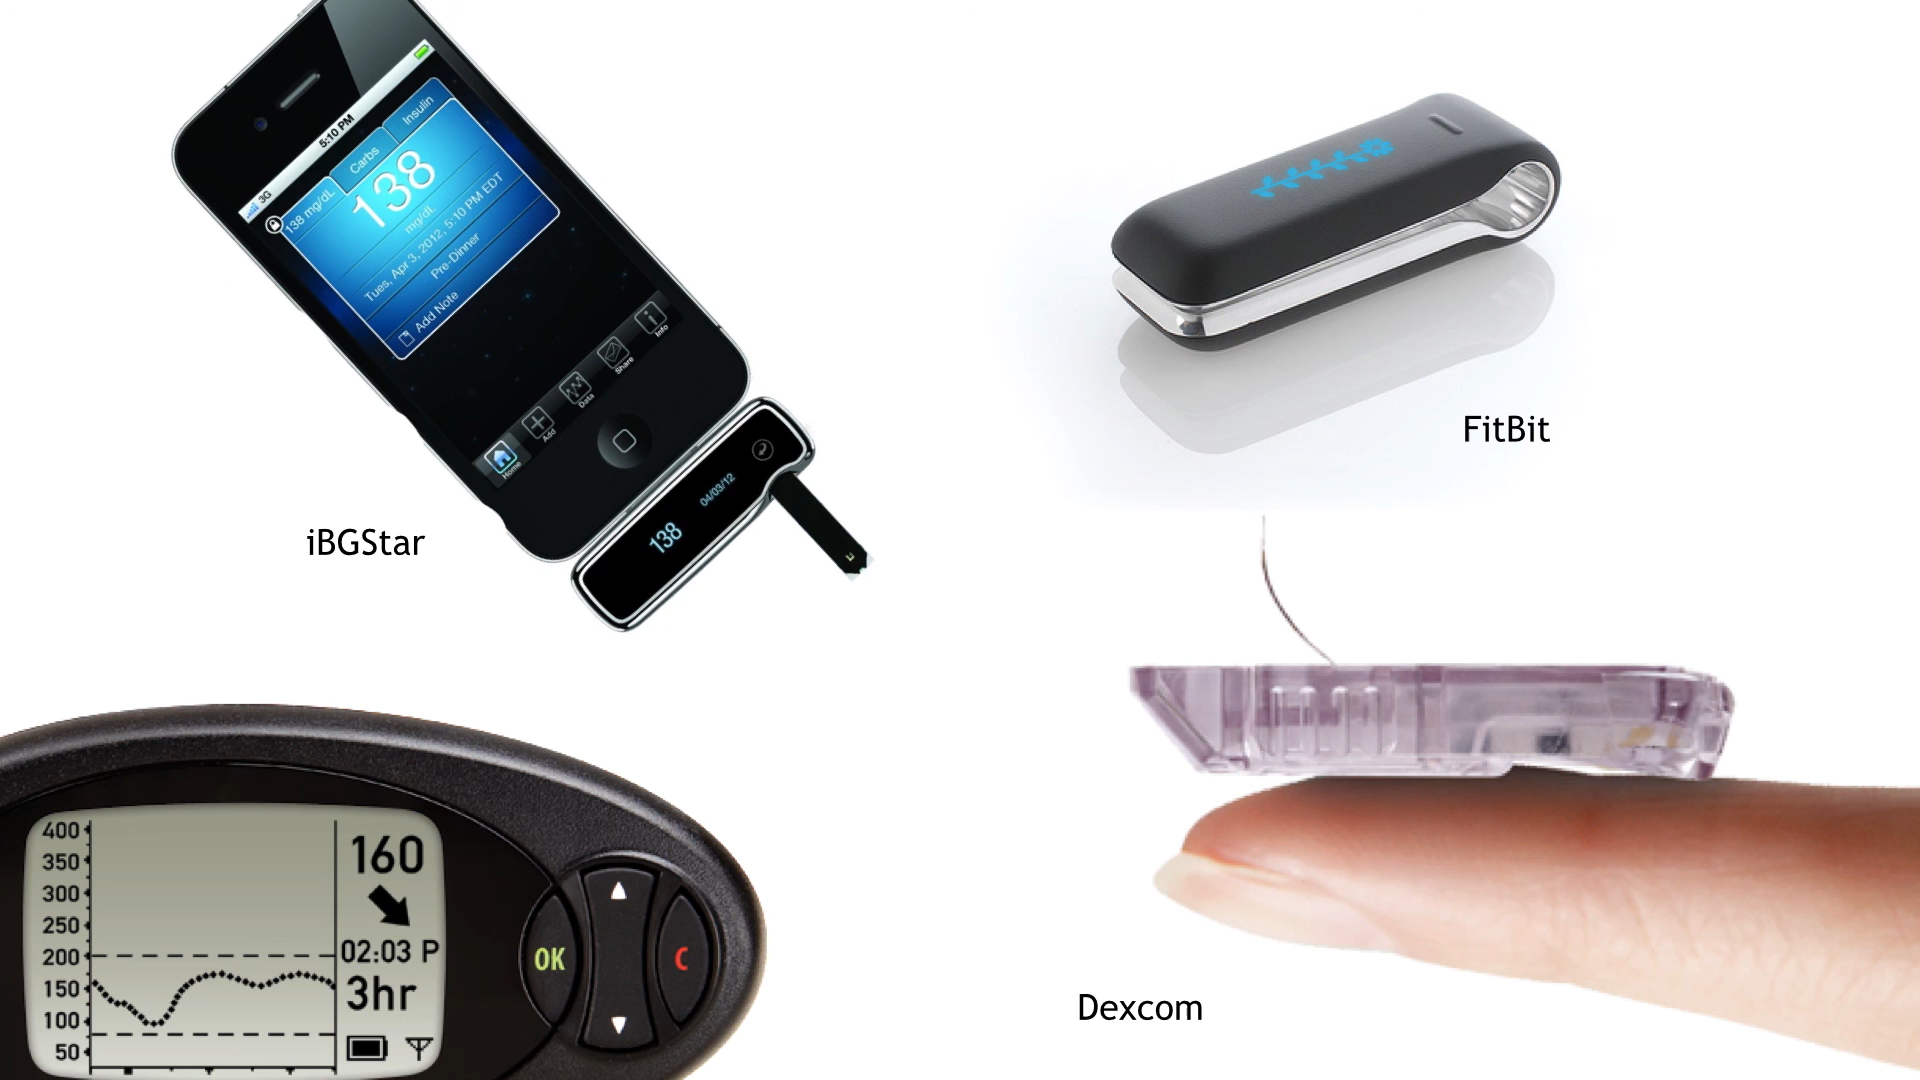 3G
5:10 PM
138 mg/dL
Carbs
Insulin
138
mg/dL
Tues, Apr 3, 2012, 5:10 PM EDT
Pre-Dinner
Add Note
Home
Add
Data
Share
Info
138
04/03/12
iBGStar
FitBit
400
350
300
250
200
150
100
50
160
02:03 P
3hr
OK
C
Dexcom